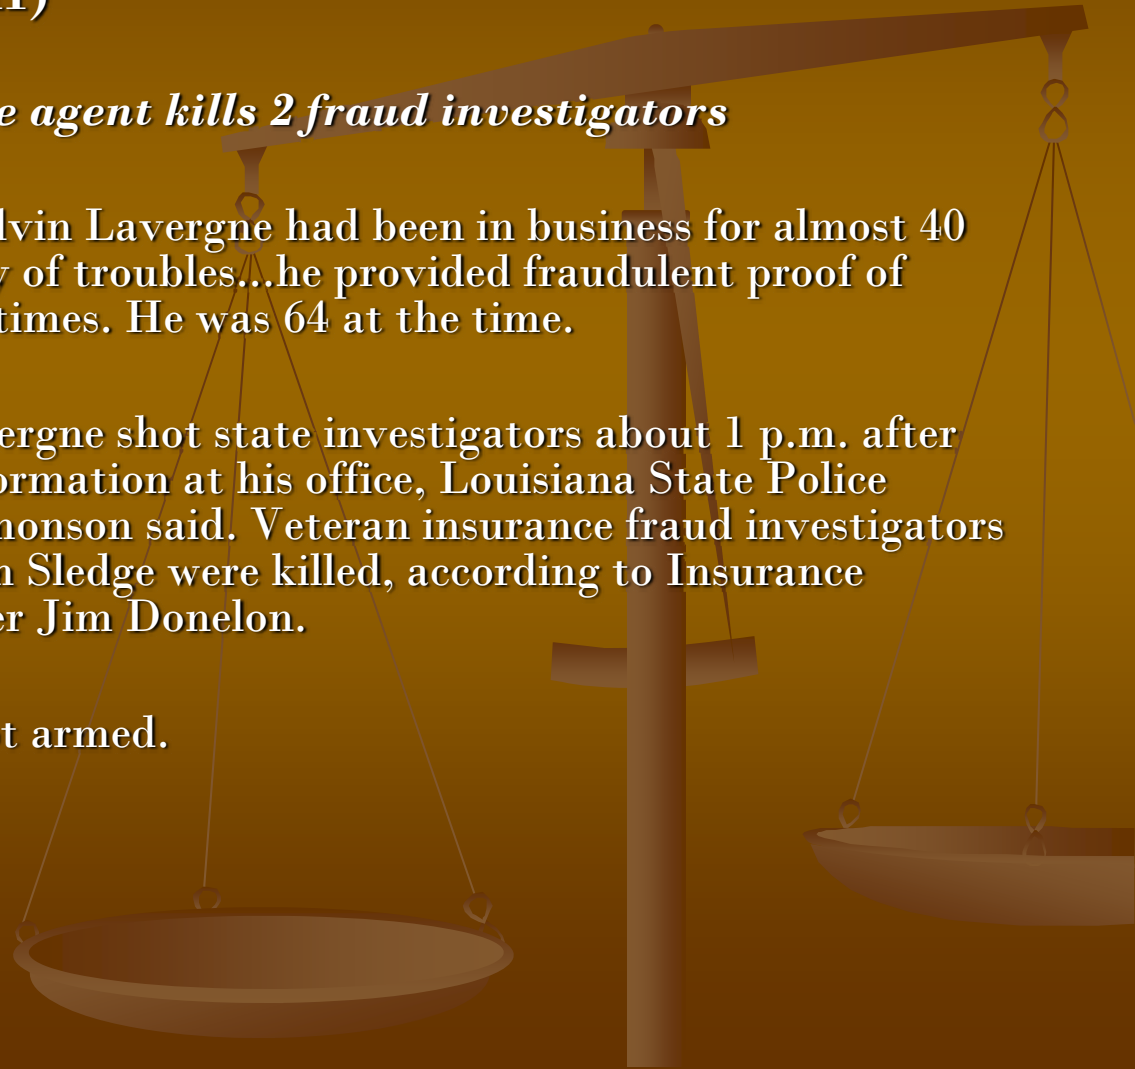 e agent kills 2 fraud investigators
lvin Lavergne had been in business for almost 40
of troubles...he provided fraudulent proof of
times. He was 64 at the time.
ergne shot state investigators about 1 p.m. after
ormation at his office, Louisiana State Police
monson said. Veteran insurance fraud investigators
Sledge were killed, according to Insurance
er Jim Donelon.
t armed.